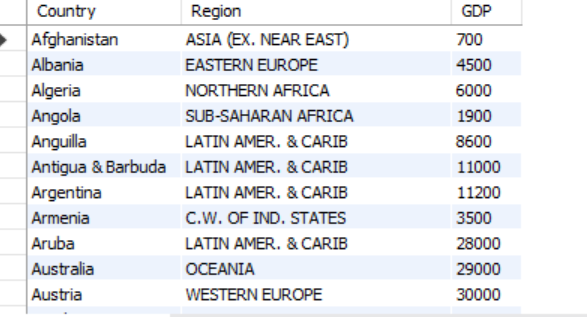 Country Region GDP
Afghanistan ASIA (EX. NEAR EAST) 700
Albania EASTERN EUROPE 4500
Algeria NORTHERN AFRICA 6000
Angola SUB-SAHARAN AFRICA 1900
Anguilla LATIN AMER. & CARIB 8600
Antigua & Barbuda LATIN AMER. & CARIB 11000
Argentina LATIN AMER. & CARIB 11200
Armenia C.W. OF IND. STATES 3500
Aruba LATIN AMER. & CARIB 28000
Australia OCEANIA 29000
Austria WESTERN EUROPE 30000